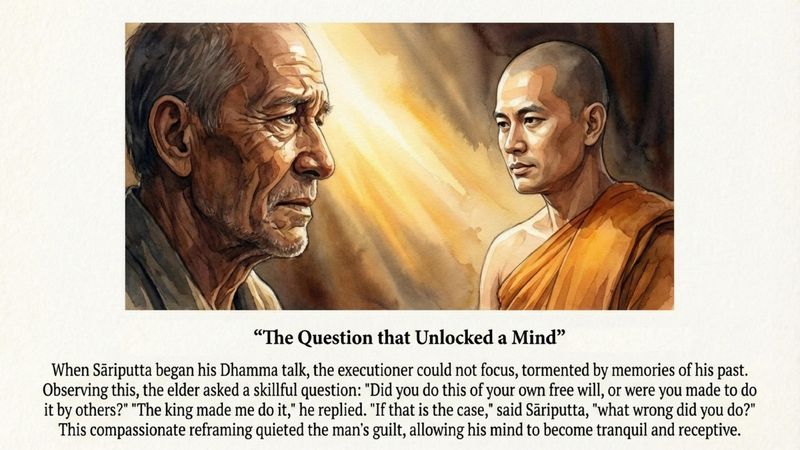 “The Question that Unlocked a Mind”
When Sāriputta began his Dhamma talk, the executioner could not focus, tormented by memories of his past.
Observing this, the elder asked a skillful question: "Did you do this of your own free will, or were you made to do
it by others?" "The king made me do it," he replied. "If that is the case," said Sāriputta, "what wrong did you do?"
This compassionate reframing quieted the man's guilt, allowing his mind to become tranquil and receptive.